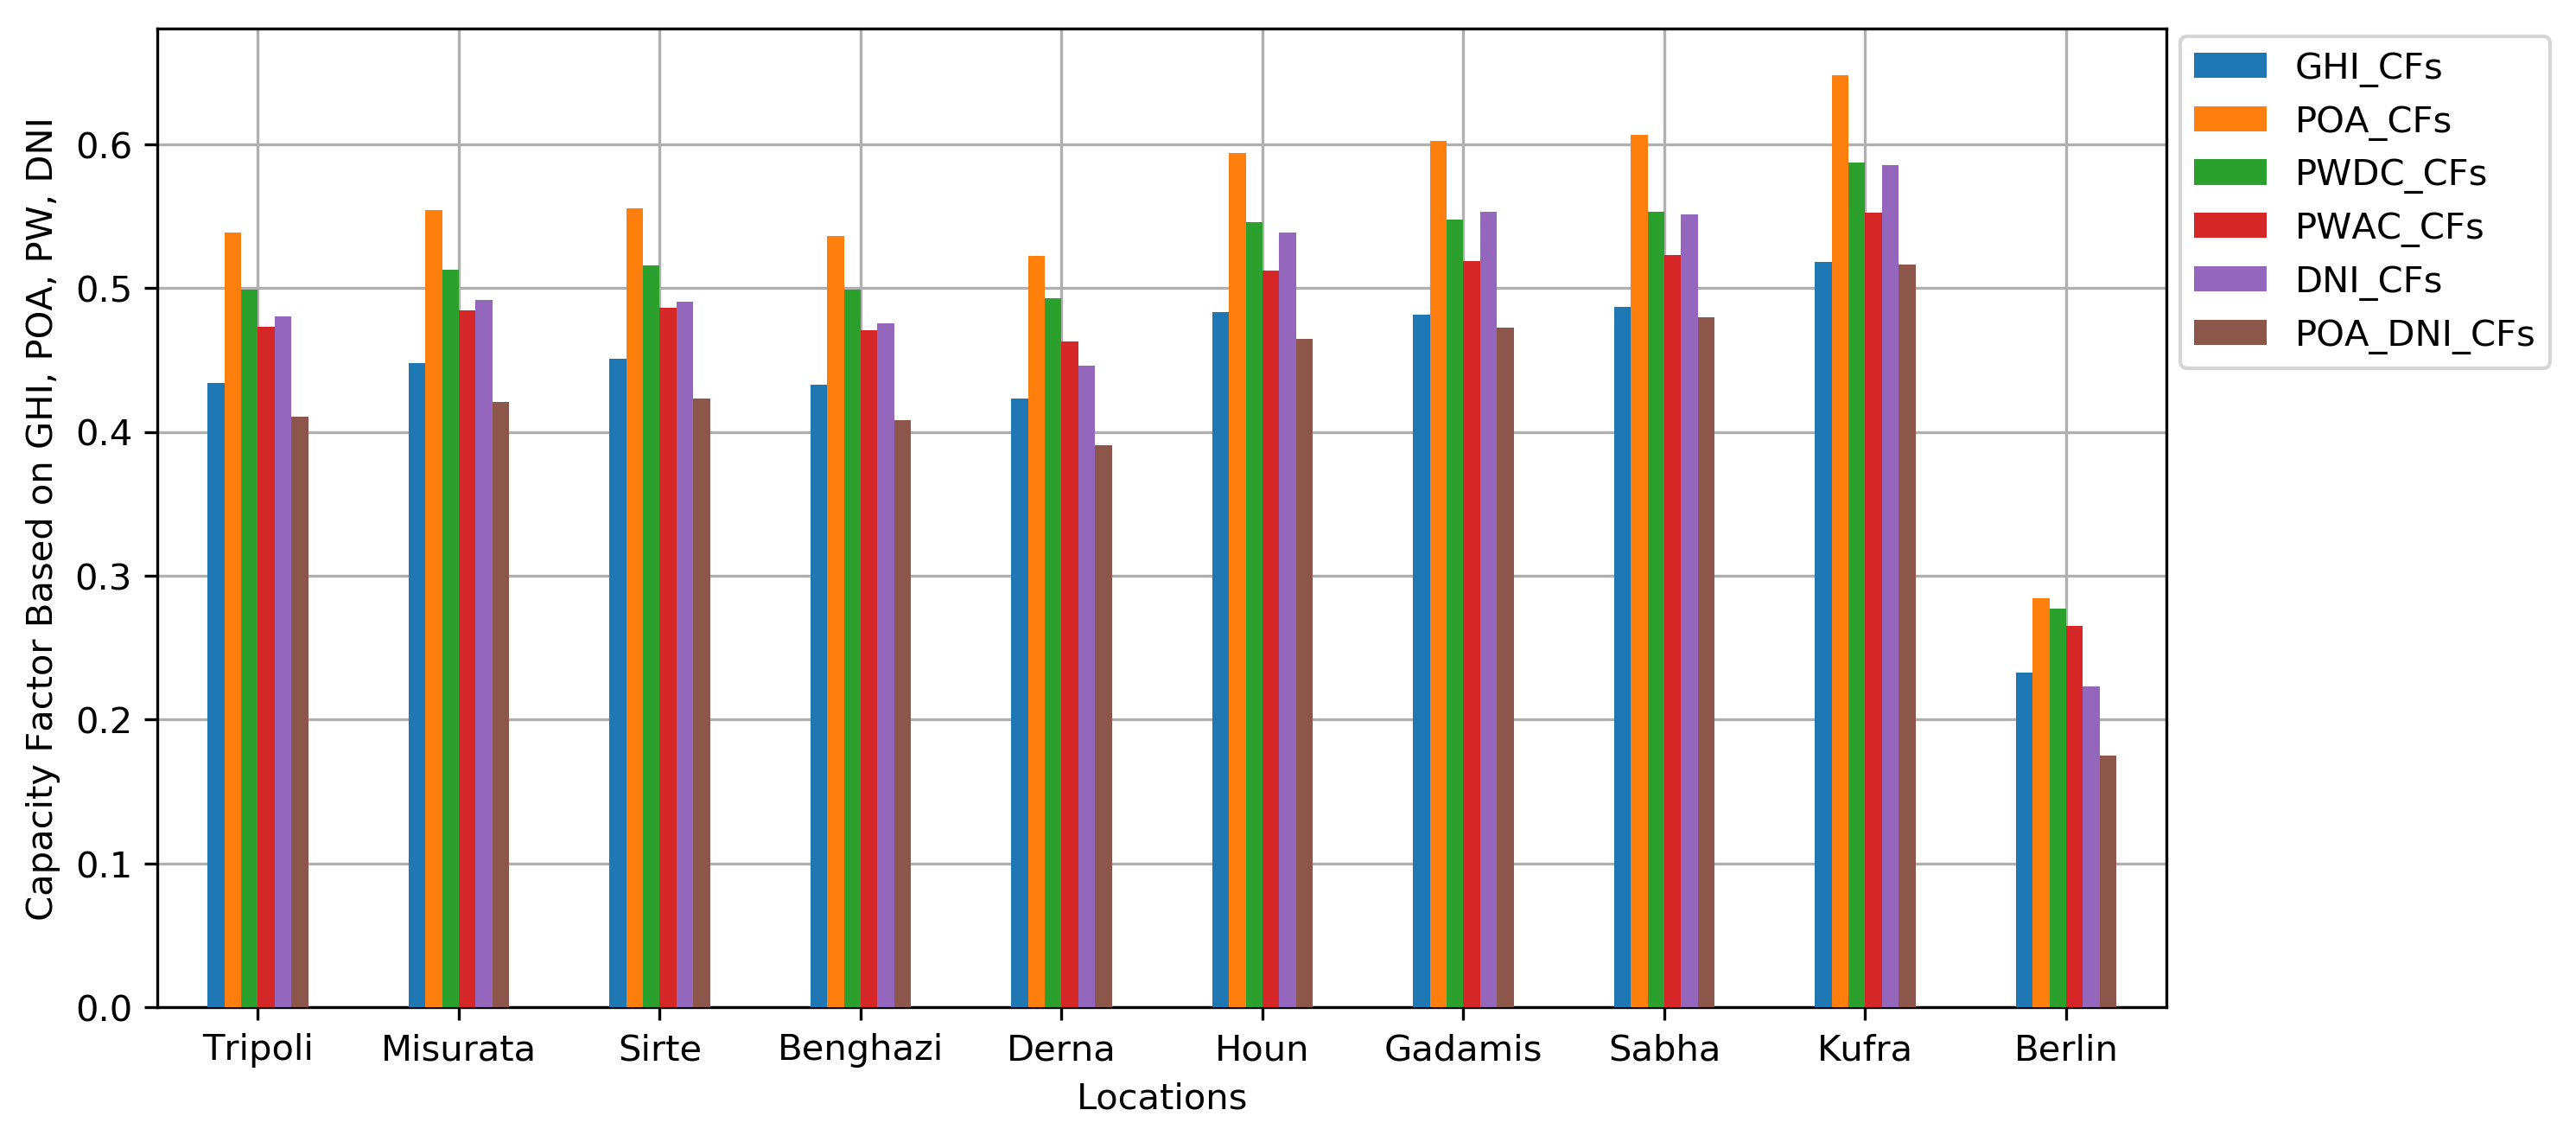 Capacity Factor Based on GHI, POA, PW, DNI
0.6
0.5
0.4
0.3
0.2
0.1
0.0
Tripoli Misurata Sirte Benghazi Derna Houn Gadamis Sabha Kufra Berlin
Locations
GHI_CFs
POA_CFs
PWDC_CFs
PWAC_CFs
DNI_CFs
POA_DNI_CFs